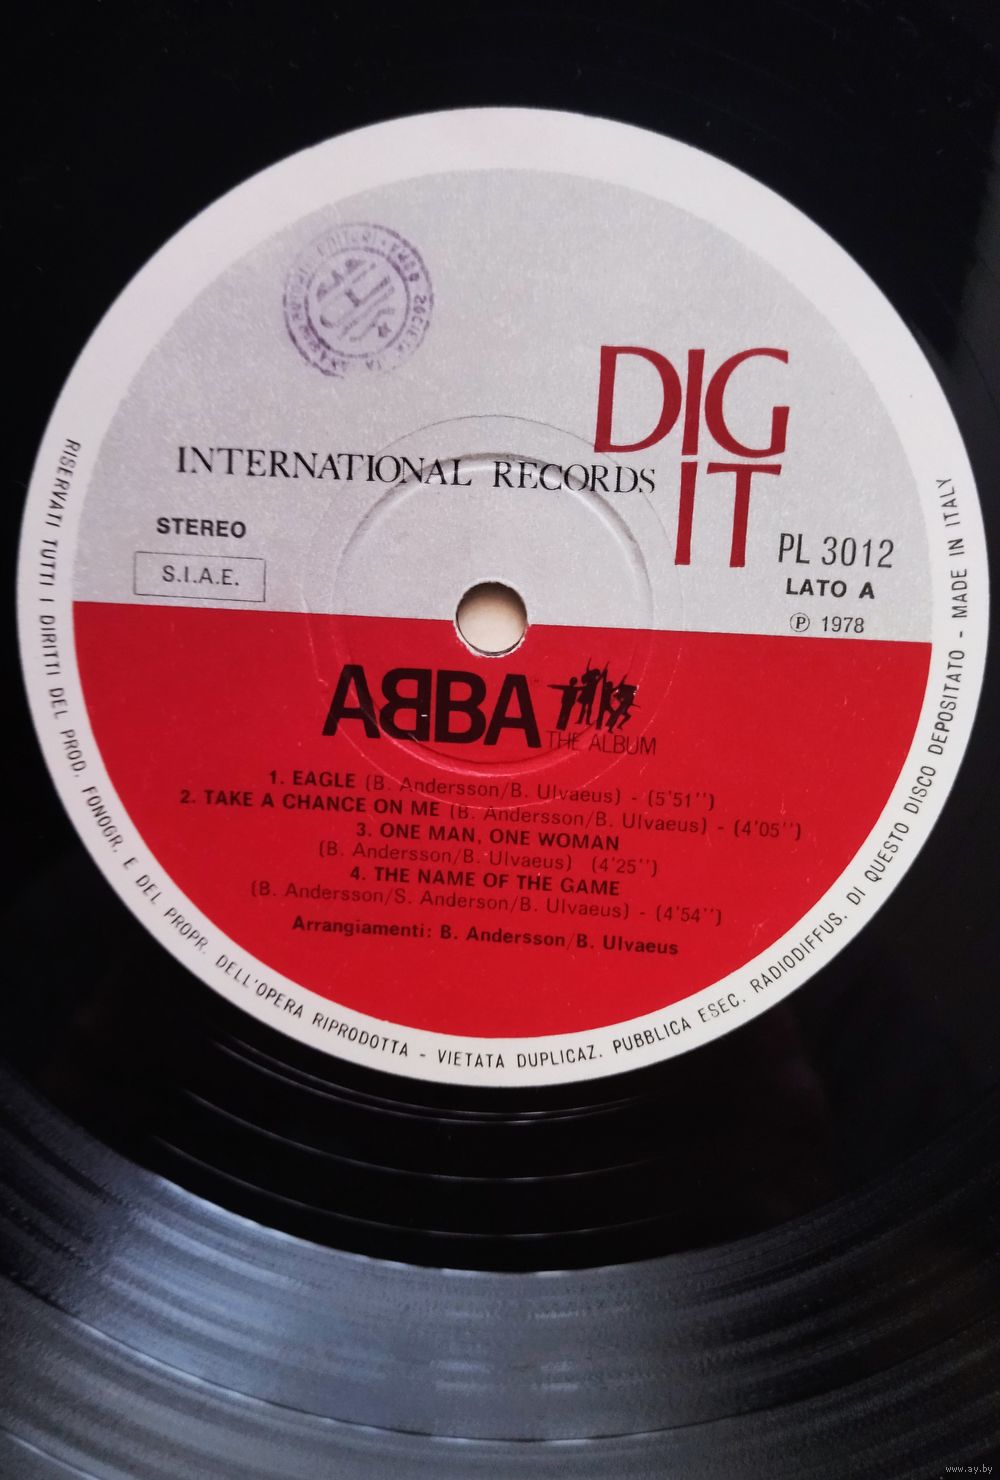 DIG
IT
INTERNATIONAL RECORDS
STEREO
S.I.A.E.
PL 3012
LATO A
Ⓟ 1978
ABBA
THE ALBUM
1. EAGLE (B. Andersson/B. Ulvaeus) - (5'51'')
2. TAKE A CHANCE ON ME (B. Andersson/B. Ulvaeus) - (4'05'')
3. ONE MAN, ONE WOMAN
(B. Andersson/B. Ulvaeus) (4'25'')
4. THE NAME OF THE GAME
(B. Andersson/S. Anderson/B. Ulvaeus) - (4'54'')
Arrangiamenti: B. Andersson/B. Ulvaeus
RISERVATI TUTTI I DIRITTI DEL PROD. FONOGR. E DEL PROPR. DELL'OPERA RIPRODOTTA - VIETATA DUPLICAZ. PUBBLICA ESEC. RADIODIFFUS. DI QUESTO DISCO DEPOSITATO - MADE IN ITALY
www.ay.by